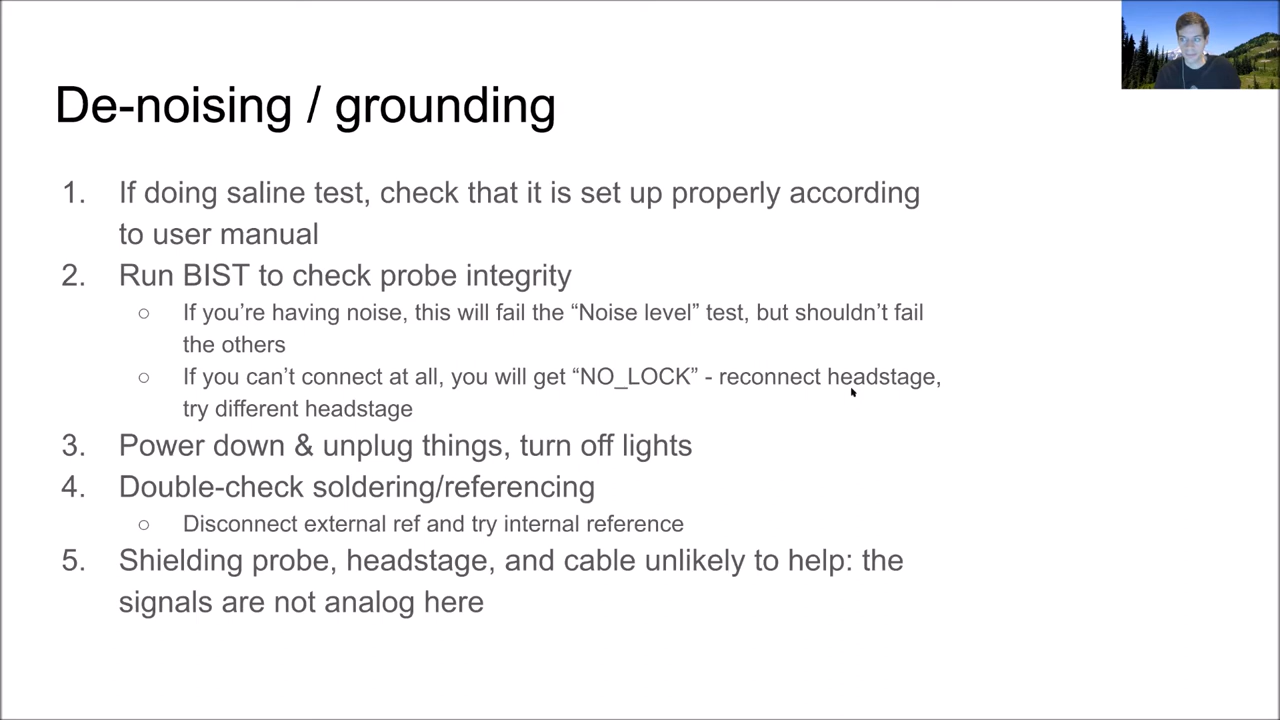 De-noising / grounding
1. If doing saline test, check that it is set up properly according
to user manual
2. Run BIST to check probe integrity
○ If you’re having noise, this will fail the “Noise level” test, but shouldn’t fail
the others
○ If you can’t connect at all, you will get “NO_LOCK” - reconnect headstage,
try different headstage
3. Power down & unplug things, turn off lights
4. Double-check soldering/referencing
○ Disconnect external ref and try internal reference
5. Shielding probe, headstage, and cable unlikely to help: the
signals are not analog here